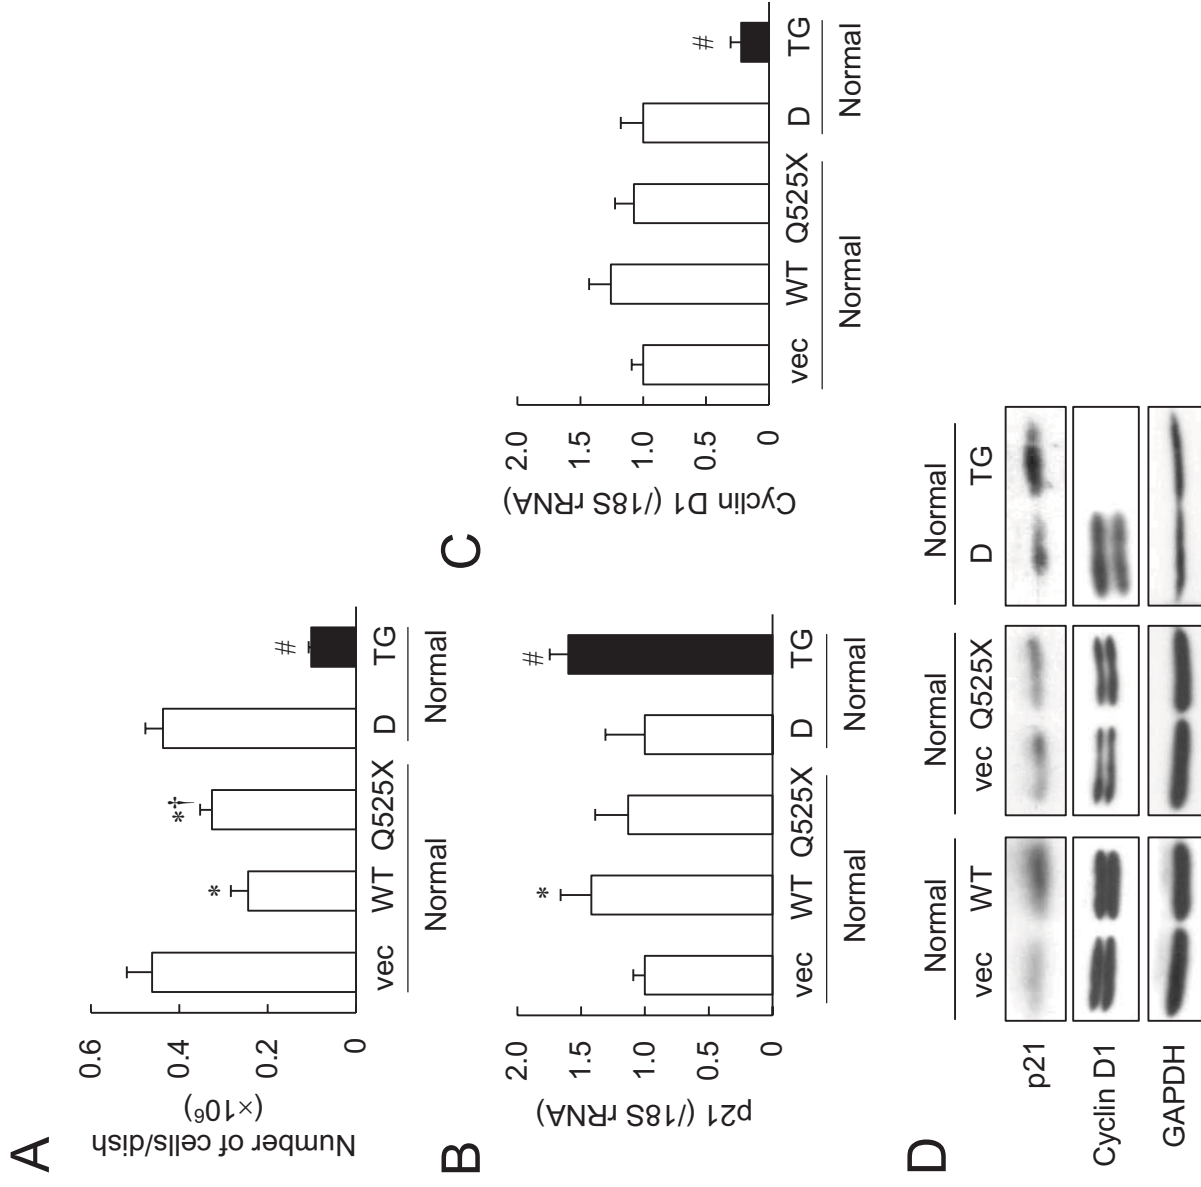 A
Number of cells/dish
(×10⁶)
0.6
0.4
0.2
0
*
*†
#
vec WT Q525X D TG
Normal Normal
B
p21 (/18S rRNA)
2.0
1.5
1.0
0.5
0
*
#
vec WT Q525X D TG
Normal Normal
C
Cyclin D1 (/18S rRNA)
2.0
1.5
1.0
0.5
0
#
vec WT Q525X D TG
Normal Normal
D
Normal Normal Normal
vec WT vec Q525X D TG
p21
Cyclin D1
GAPDH